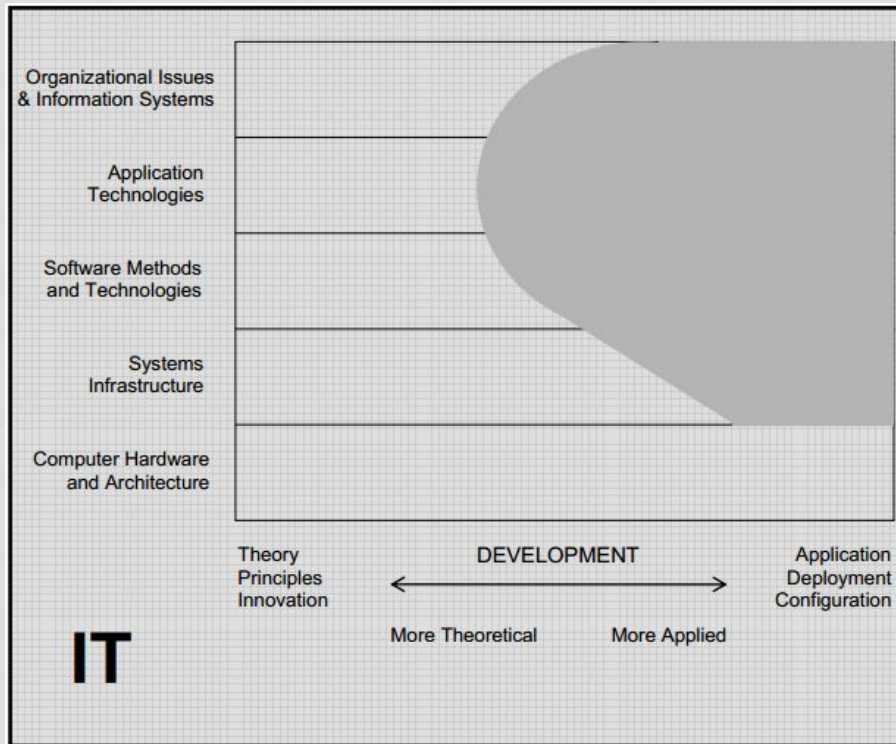 Organizational Issues
& Information Systems
Application
Technologies
Software Methods
and Technologies
Systems
Infrastructure
Computer Hardware
and Architecture
Theory
Principles
Innovation
DEVELOPMENT
Application
Deployment
Configuration
More Theoretical
More Applied
IT